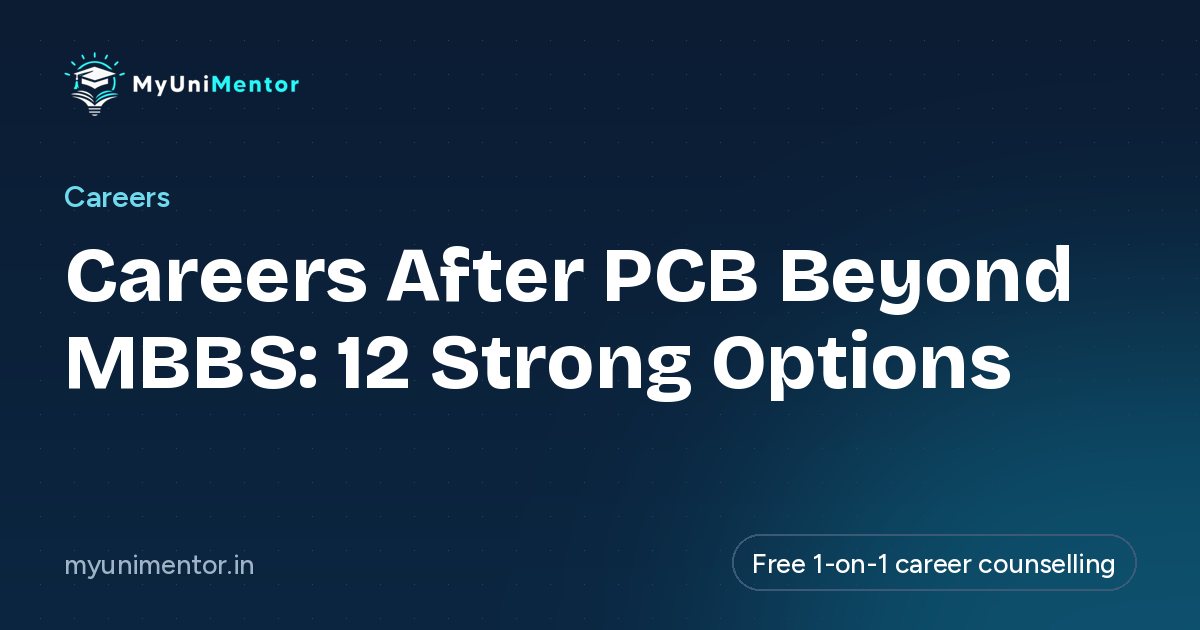 MyUniMentor
Careers
Careers After PCB Beyond
MBBS: 12 Strong Options
myunimentor.in
Free 1-on-1 career counselling